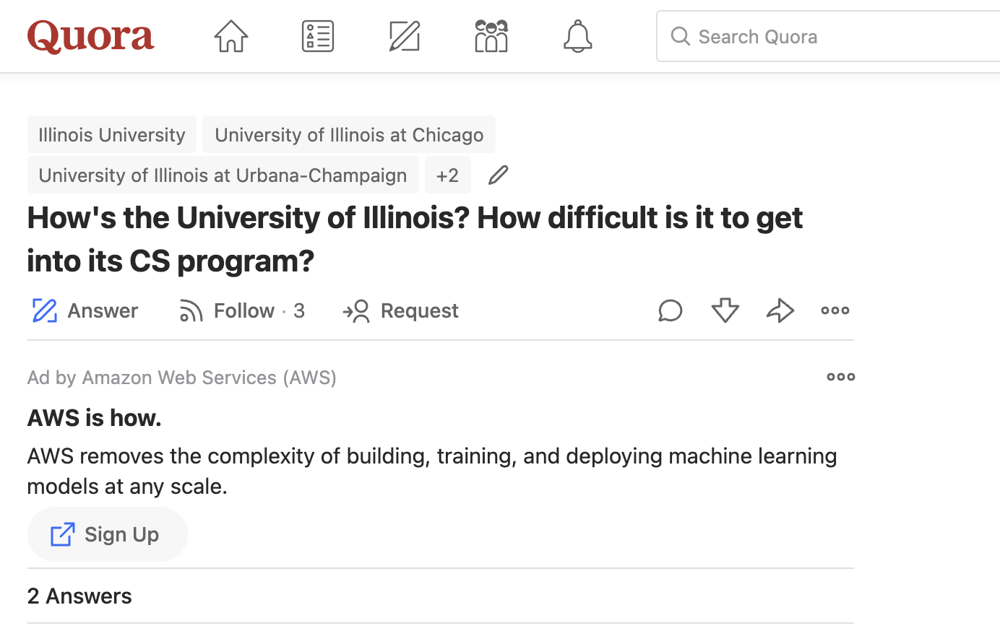 Quora
Search Quora
Illinois University
University of Illinois at Chicago
University of Illinois at Urbana-Champaign
+2
How's the University of Illinois? How difficult is it to get
into its CS program?
Answer
Follow · 3
Request
Ad by Amazon Web Services (AWS)
AWS is how.
AWS removes the complexity of building, training, and deploying machine learning
models at any scale.
Sign Up
2 Answers